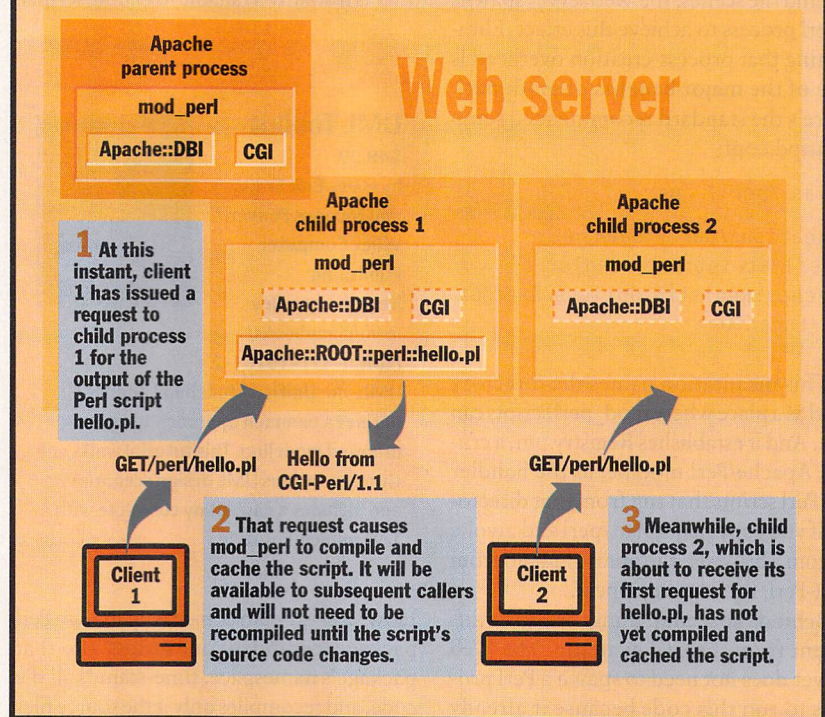 Web server
Apache
parent process
mod_perl
Apache::DBI
CGI
Apache
child process 1
mod_perl
Apache::DBI
CGI
Apache::ROOT::perl::hello.pl
Apache
child process 2
mod_perl
Apache::DBI
CGI
1 At this
instant, client
1 has issued a
request to
child process
1 for the
output of the
Perl script
hello.pl.
GET/perl/hello.pl
Hello from
CGI-Perl/1.1
GET/perl/hello.pl
Client
1
2 That request causes
mod_perl to compile and
cache the script. It will be
available to subsequent callers
and will not need to be
recompiled until the script's
source code changes.
Client
2
3 Meanwhile, child
process 2, which is
about to receive its
first request for
hello.pl, has not
yet compiled and
cached the script.